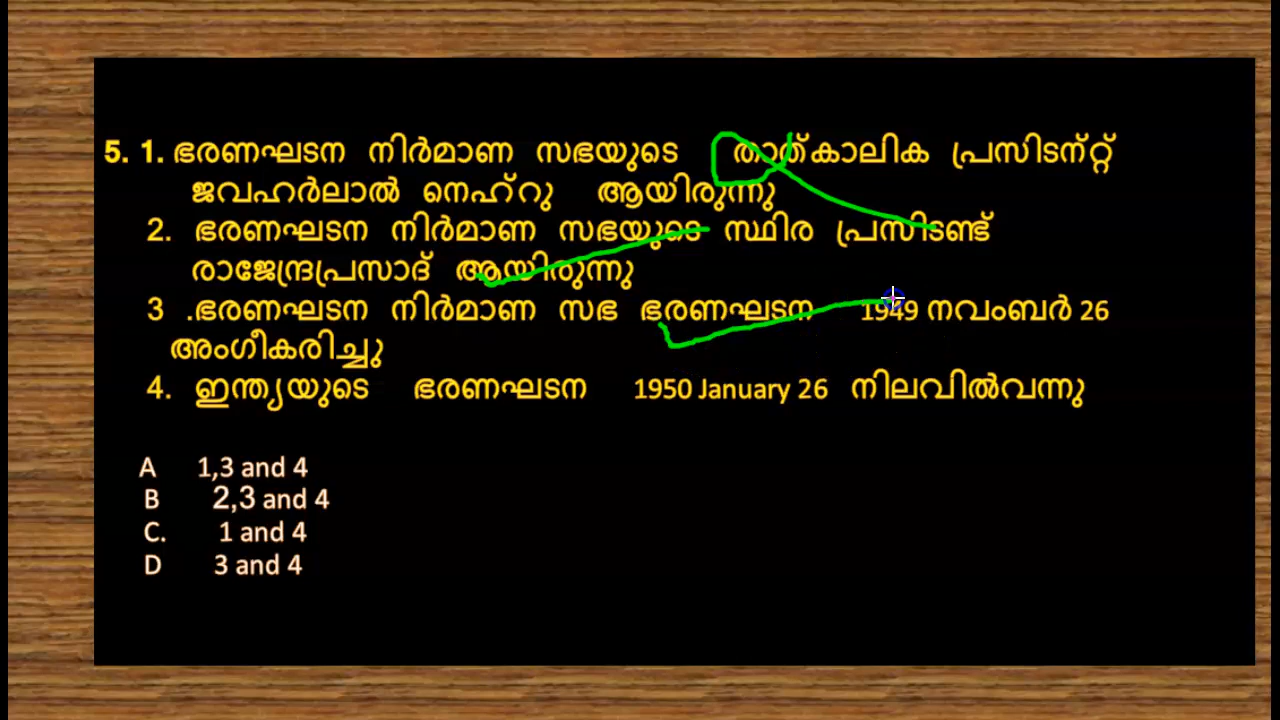 5. 1. ഭരണഘടന നിർമാണ സഭയുടെ താത്കാലിക പ്രസിടന്റ്റ്
ജവഹർലാൽ നെഹ്റു ആയിരുന്നു
2. ഭരണഘടന നിർമാണ സഭയുടെ സ്ഥിര പ്രസിടണ്ട്
രാജേന്ദ്രപ്രസാദ് ആയിരുന്നു
3 .ഭരണഘടന നിർമാണ സഭ ഭരണഘടന 1949 നവംബർ 26
അംഗീകരിച്ചു
4. ഇന്ത്യയുടെ ഭരണഘടന 1950 January 26 നിലവിൽവന്നു
A 1,3 and 4
B 2,3 and 4
C. 1 and 4
D 3 and 4